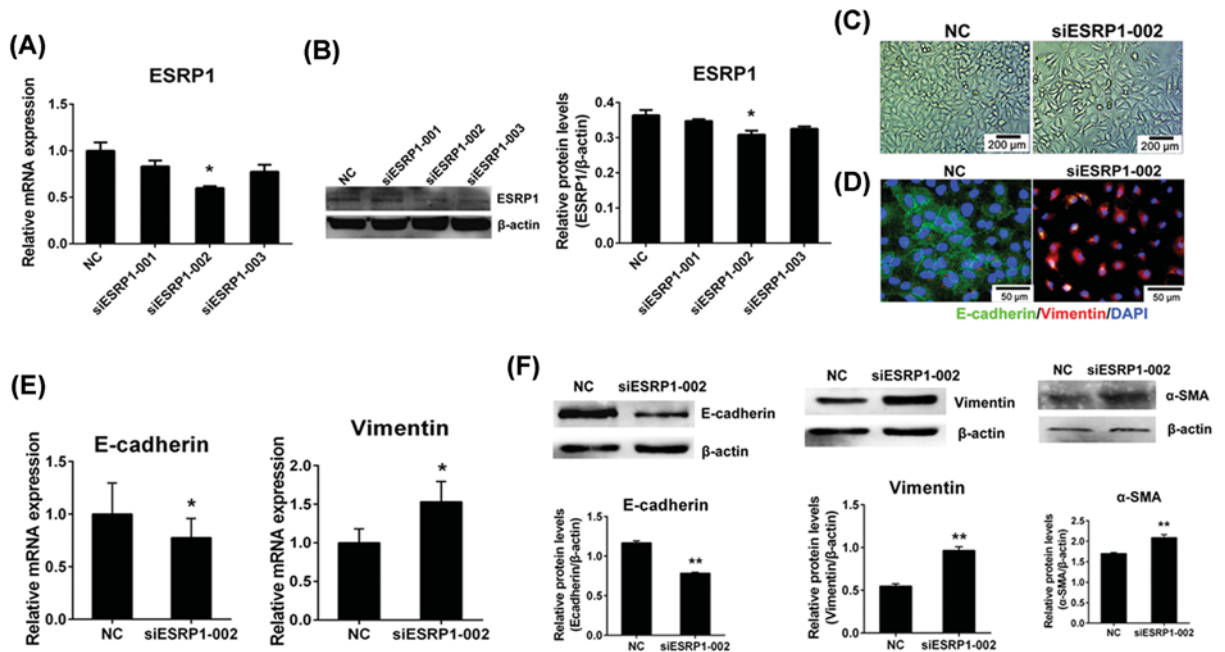 (A)
ESRP1
Relative mRNA expression
1.5
1.0
0.5
0.0
*
NC
siESRP1-001
siESRP1-002
siESRP1-003
(B)
NC
siESRP1-001
siESRP1-002
siESRP1-003
ESRP1
β-actin
ESRP1
Relative protein levels
(ESRP1/β-actin)
0.4
0.3
0.2
0.1
0.0
*
NC
siESRP1-001
siESRP1-002
siESRP1-003
(C)
NC
siESRP1-002
200 µm
200 µm
(D)
NC
siESRP1-002
50 µm
50 µm
E-cadherin/Vimentin/DAPI
(E)
E-cadherin
Relative mRNA expression
1.5
1.0
0.5
0.0
*
NC
siESRP1-002
Vimentin
Relative mRNA expression
2.0
1.5
1.0
0.5
0.0
*
NC
siESRP1-002
(F)
NC
siESRP1-002
E-cadherin
β-actin
E-cadherin
Relative protein levels
(Ecadherin/β-actin)
1.5
1.0
0.5
0.0
**
NC
siESRP1-002
NC
siESRP1-002
Vimentin
β-actin
Vimentin
Relative protein levels
(Vimentin/β-actin)
1.5
1.0
0.5
0.0
**
NC
siESRP1-002
NC
siESRP1-002
α-SMA
β-actin
α-SMA
Relative protein levels
(α-SMA/β-actin)
2.5
2.0
1.5
1.0
0.5
0.0
**
NC
siESRP1-002